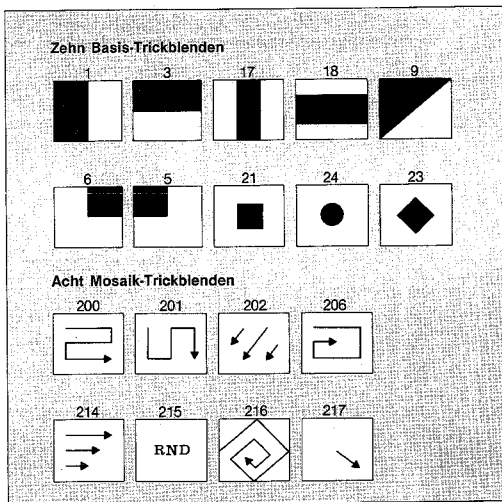 Zehn Basis-Trickblenden
1 3 17 18 9
6 5 21 24 23
Acht Mosaik-Trickblenden
200 201 202 206
214 215 216 217
RND